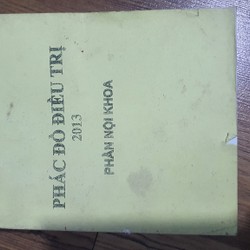 PHÁC ĐỒ ĐIỀU TRỊ
2013
PHẦN NỘI KHOA